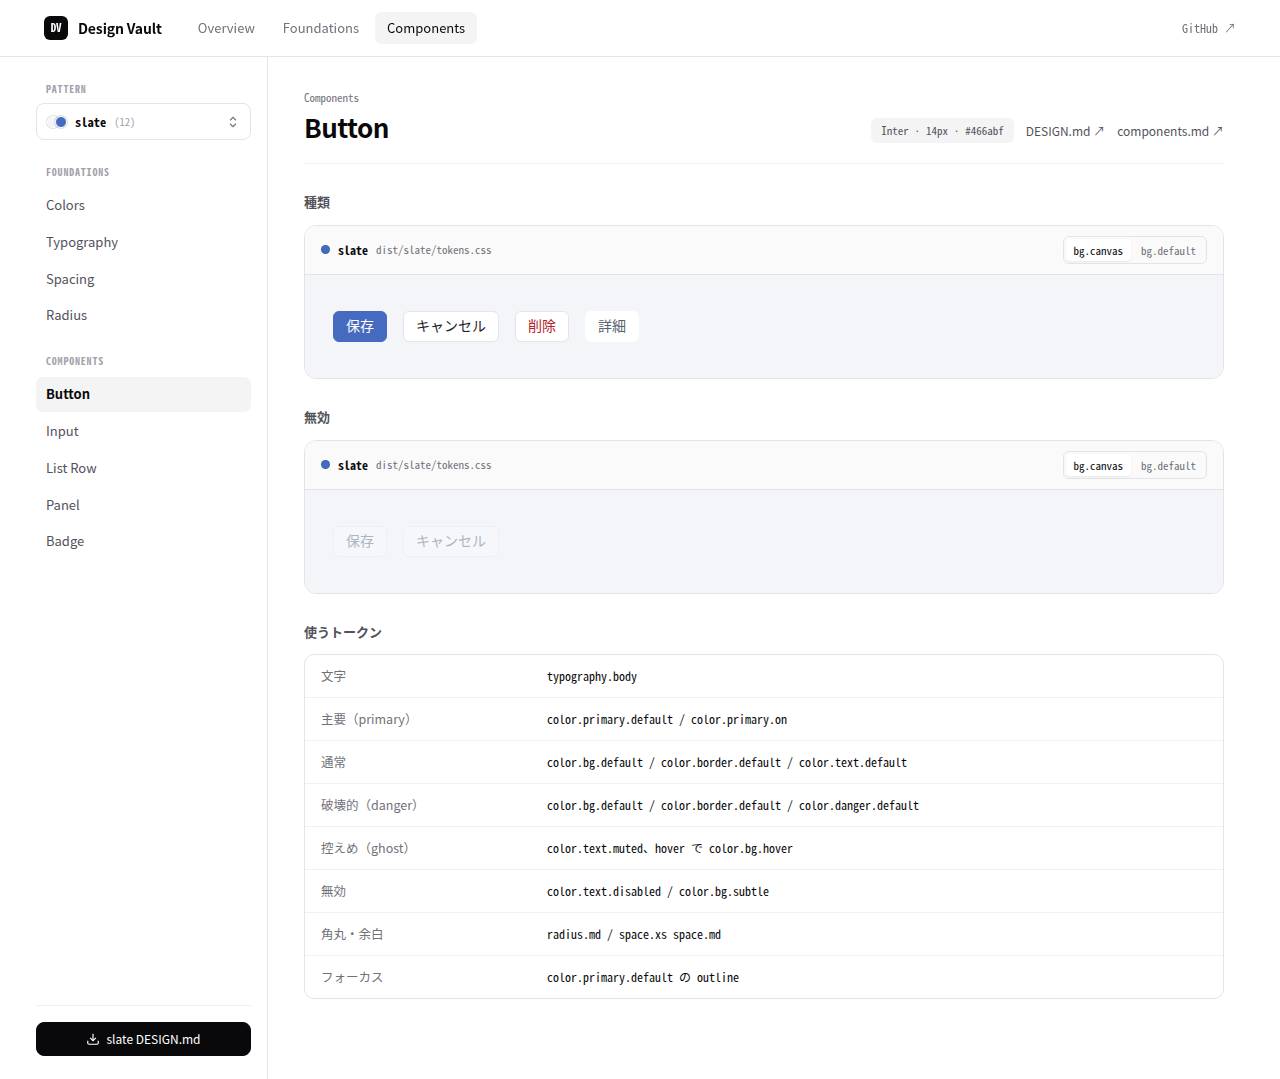 DV Design Vault Overview Foundations Components GitHub ↗
PATTERN
slate (12)
FOUNDATIONS
Colors
Typography
Spacing
Radius
COMPONENTS
Button
Input
List Row
Panel
Badge
slate DESIGN.md
Components
Button
Inter · 14px · #466abf DESIGN.md ↗ components.md ↗
種類
slate dist/slate/tokens.css bg.canvas bg.default
保存 キャンセル 削除 詳細
無効
slate dist/slate/tokens.css bg.canvas bg.default
保存 キャンセル
使うトークン
文字 typography.body
主要（primary） color.primary.default / color.primary.on
通常 color.bg.default / color.border.default / color.text.default
破壊的（danger） color.bg.default / color.border.default / color.danger.default
控えめ（ghost） color.text.muted、hover で color.bg.hover
無効 color.text.disabled / color.bg.subtle
角丸・余白 radius.md / space.xs space.md
フォーカス color.primary.default の outline